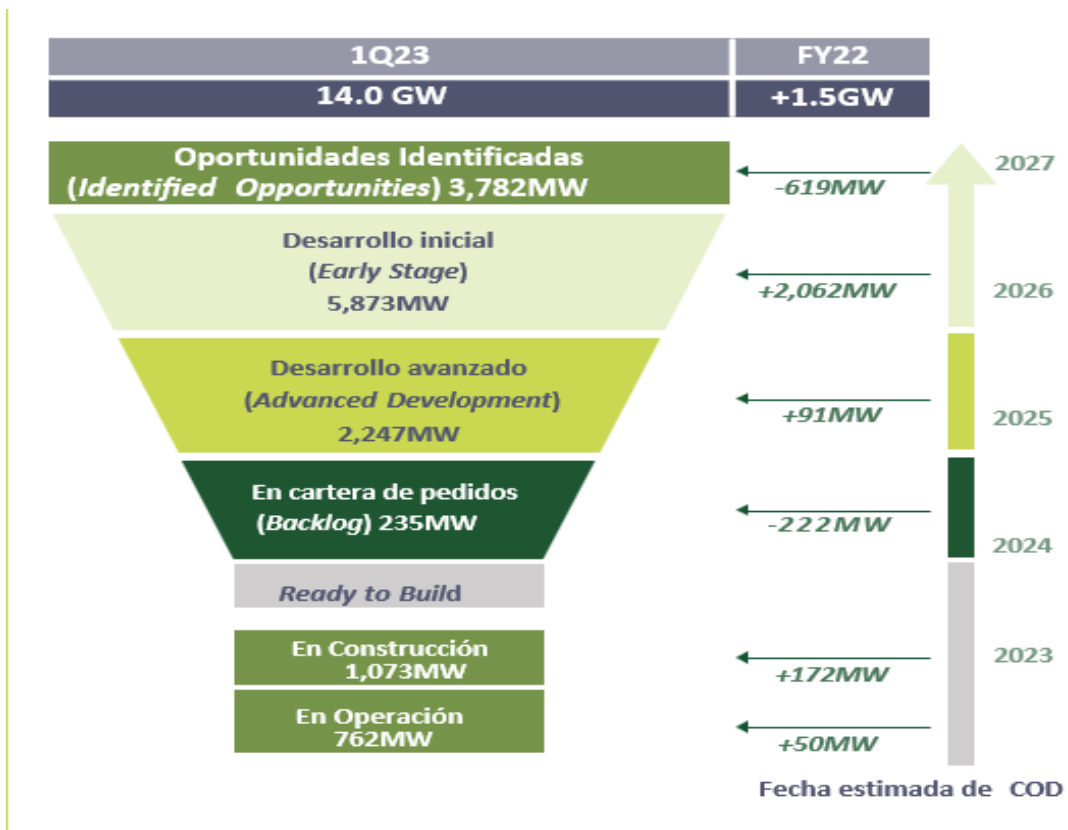 1Q23 FY22
14.0 GW +1.5GW
Oportunidades Identificadas
(Identified Opportunities) 3,782MW
-619MW
2027
Desarrollo inicial
(Early Stage)
5,873MW
+2,062MW
2026
Desarrollo avanzado
(Advanced Development)
2,247MW
+91MW
2025
En cartera de pedidos
(Backlog) 235MW
-222MW
2024
Ready to Build
En Construcción
1,073MW
+172MW
2023
En Operación
762MW
+50MW
Fecha estimada de COD